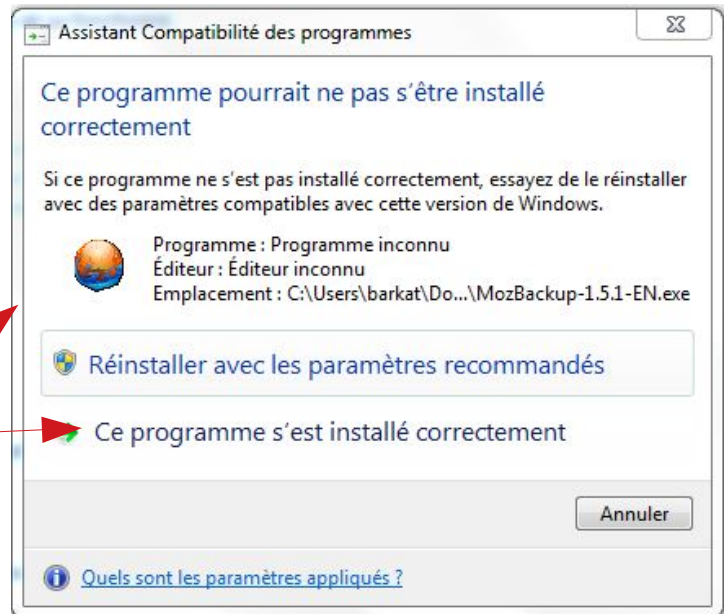 Assistant Compatibilité des programmes
Ce programme pourrait ne pas s’être installé
correctement
Si ce programme ne s’est pas installé correctement, essayez de le réinstaller
avec des paramètres compatibles avec cette version de Windows.
Programme : Programme inconnu
Éditeur : Éditeur inconnu
Emplacement : C:\Users\barkat\Do...\MozBackup-1.5.1-EN.exe
Réinstaller avec les paramètres recommandés
Ce programme s’est installé correctement
Annuler
Quels sont les paramètres appliqués ?